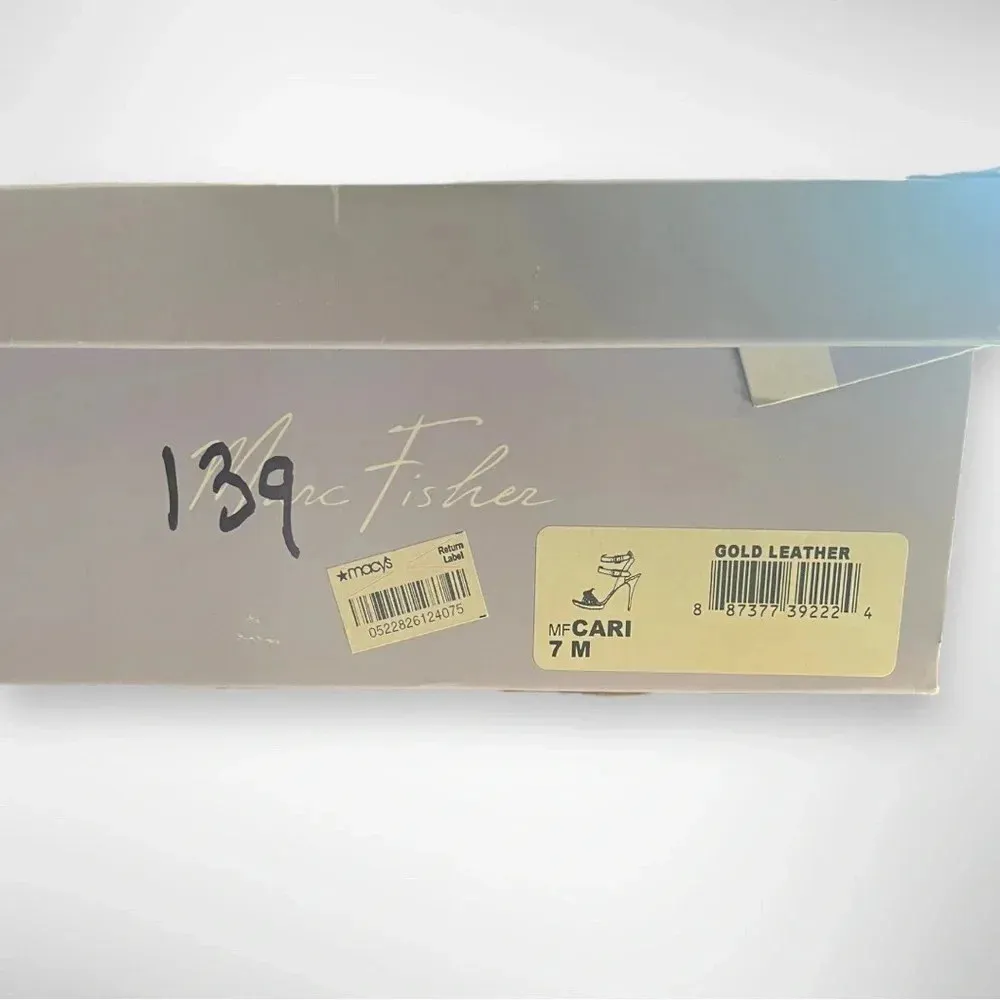 139
Marc Fisher
★macy's
Return
Label
0522826124075
GOLD LEATHER
8 87377 39222 4
MFCARI
7 M